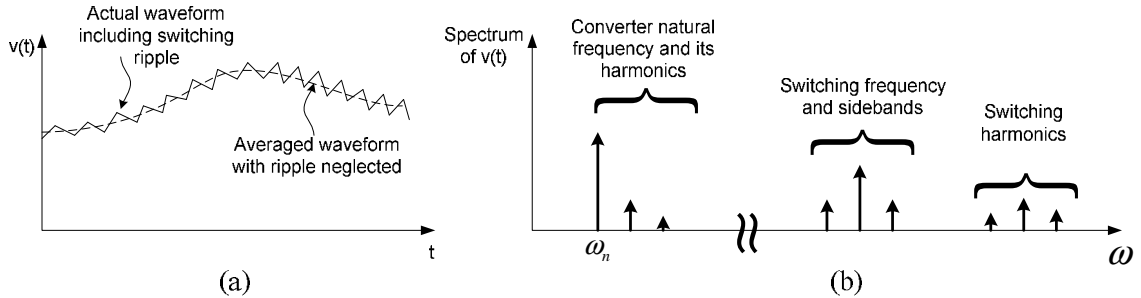 Actual waveform
including switching
ripple
v(t)
Averaged waveform
with ripple neglected
t
(a)
Spectrum
of v(t)
Converter natural
frequency and its
harmonics
Switching frequency
and sidebands
Switching
harmonics
ωn
ω
(b)